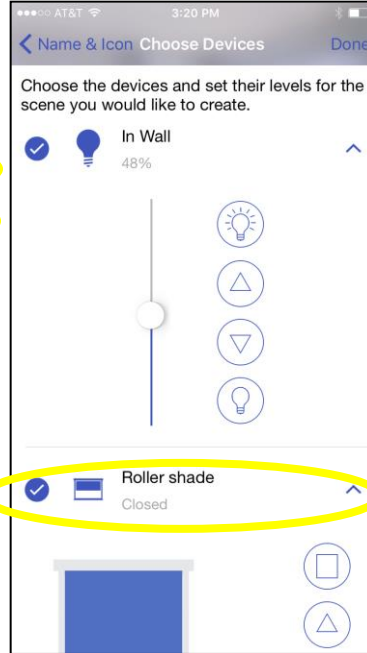 AT&T 3:20 PM
Name & Icon Choose Devices Done
Choose the devices and set their levels for the
scene you would like to create.
In Wall
48%
Roller shade
Closed